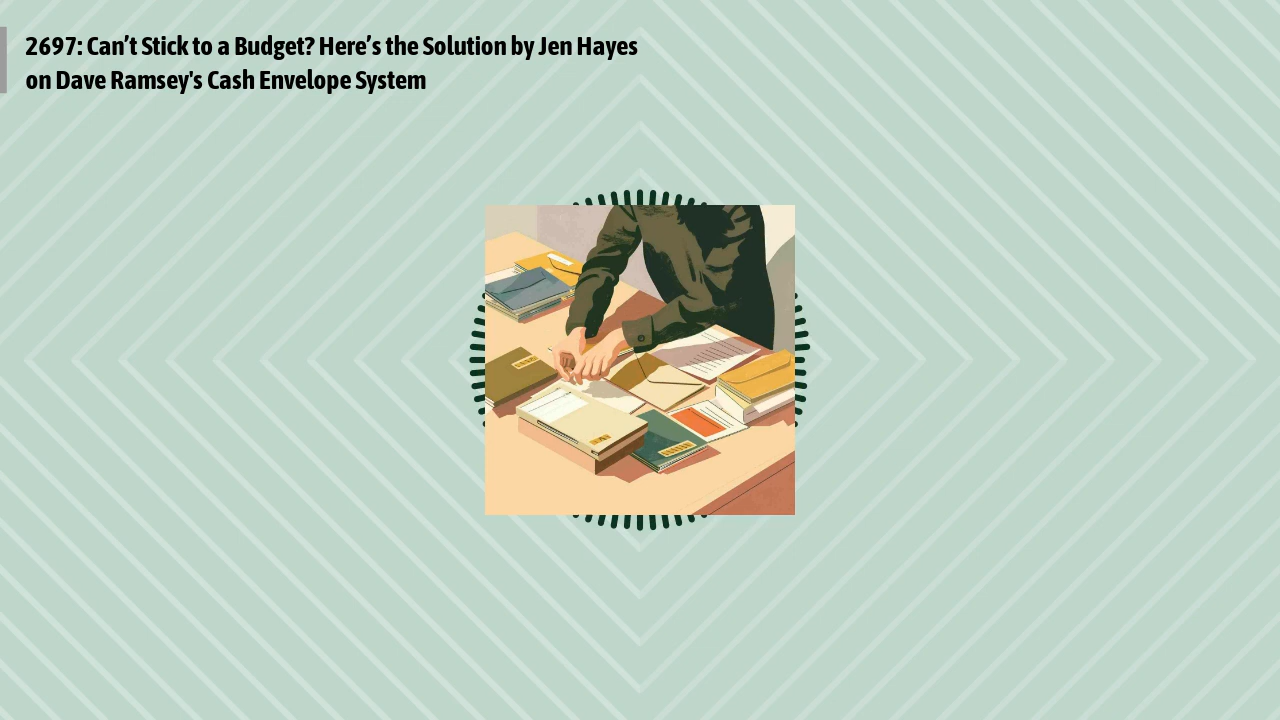 2697: Can’t Stick to a Budget? Here’s the Solution by Jen Hayes
on Dave Ramsey's Cash Envelope System